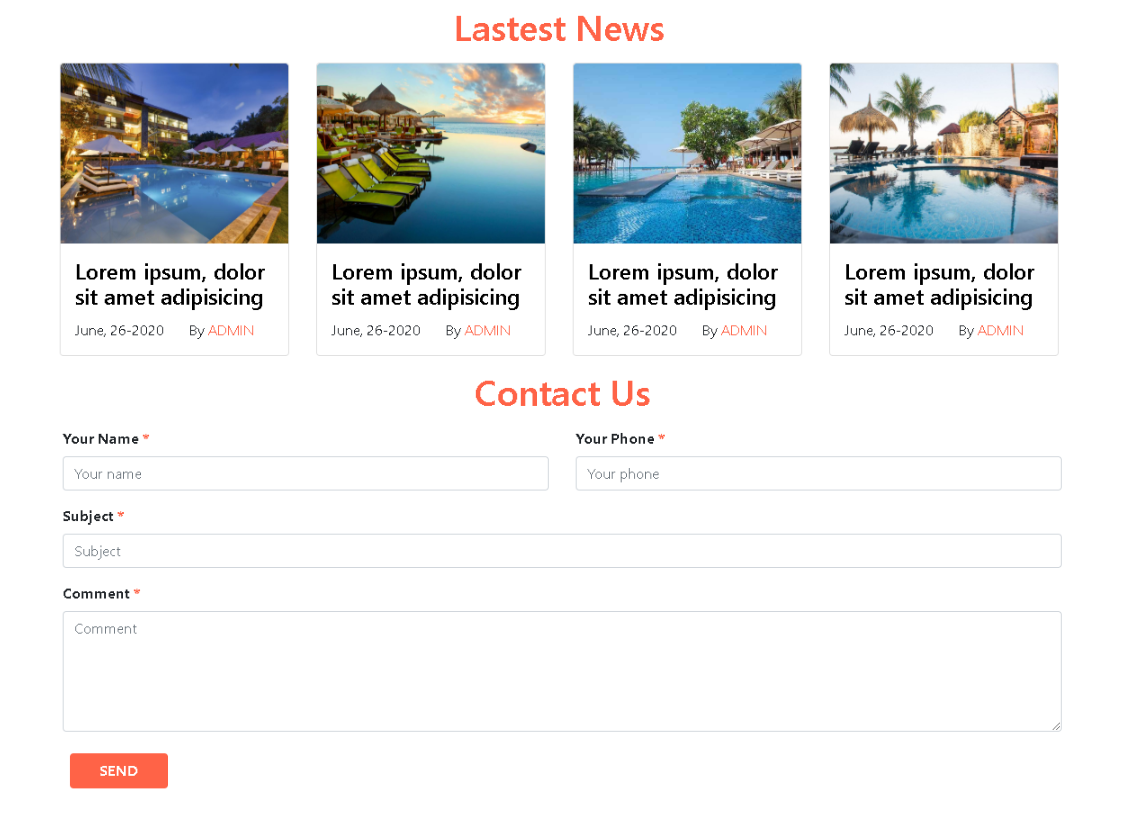 Lastest News
Lorem ipsum, dolor
sit amet adipisicing
June, 26-2020 By ADMIN
Lorem ipsum, dolor
sit amet adipisicing
June, 26-2020 By ADMIN
Lorem ipsum, dolor
sit amet adipisicing
June, 26-2020 By ADMIN
Lorem ipsum, dolor
sit amet adipisicing
June, 26-2020 By ADMIN
Contact Us
Your Name *
Your name
Your Phone *
Your phone
Subject *
Subject
Comment *
Comment
SEND